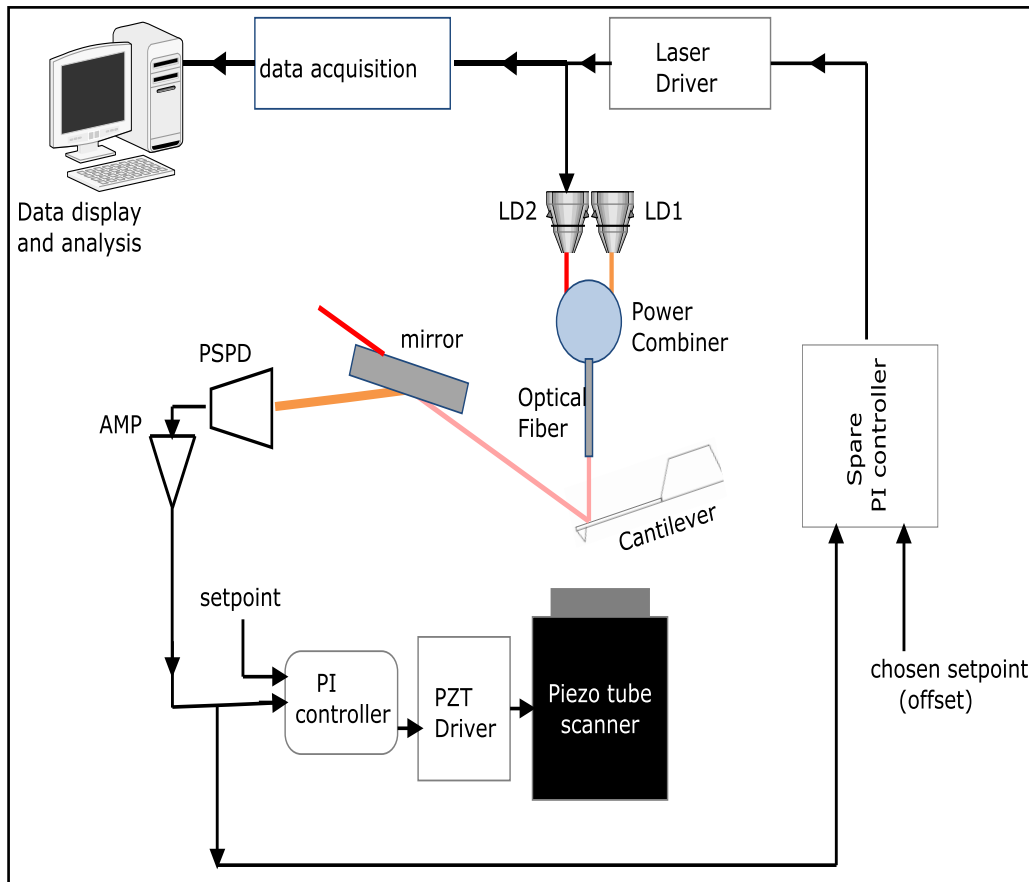 data acquisition
Laser
Driver
Data display
and analysis
LD2
LD1
Power
Combiner
mirror
PSPD
Optical
Fiber
AMP
Spare
PI controller
Cantilever
setpoint
PI
controller
PZT
Driver
Piezo tube
scanner
chosen setpoint
(offset)